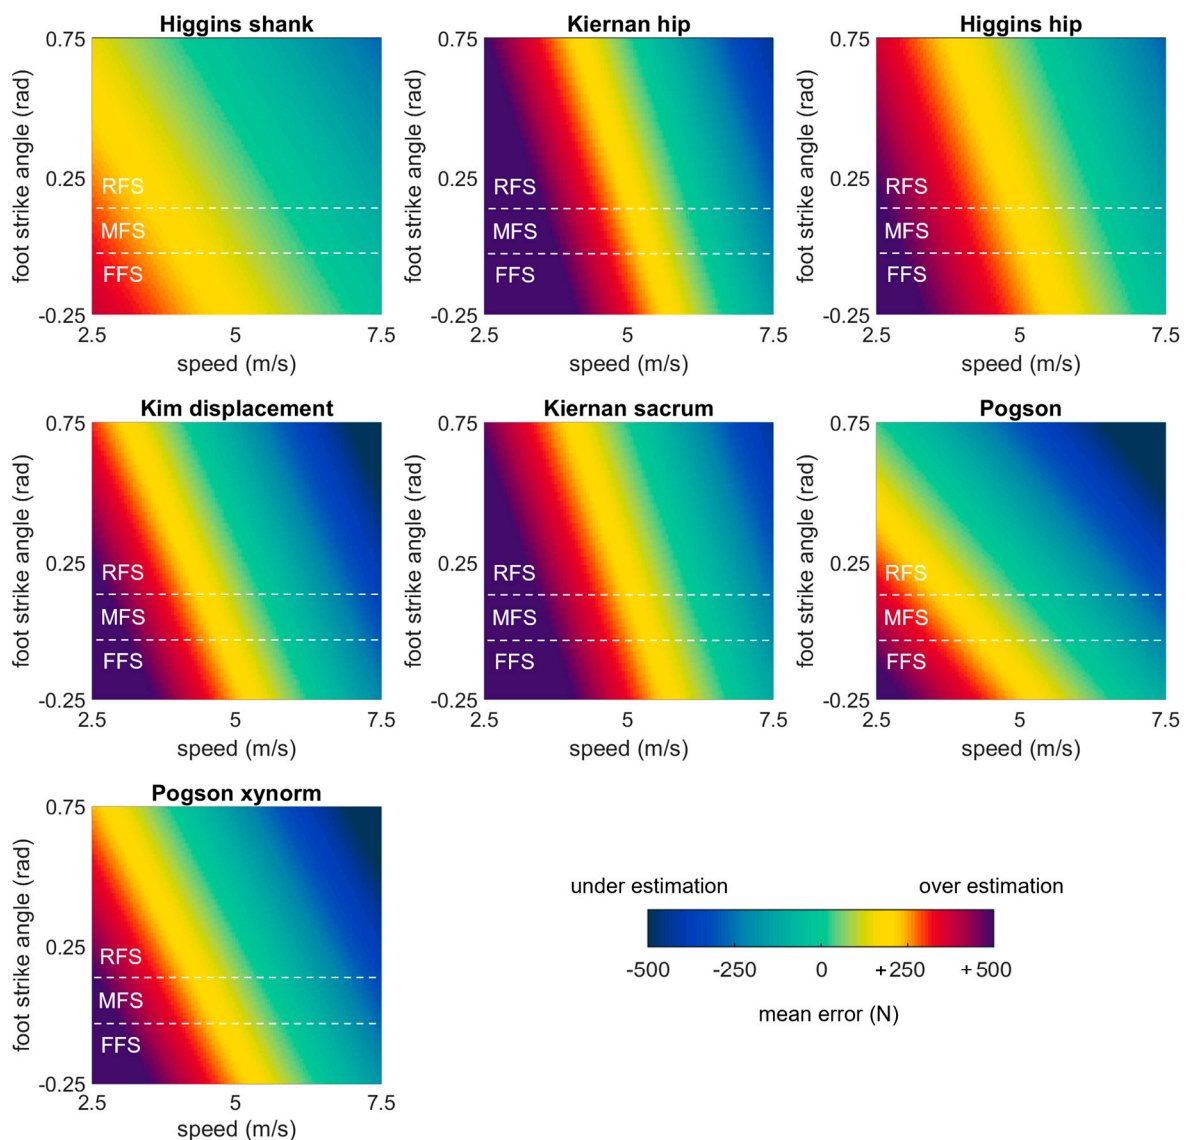 Higgins shank
Kiernan hip
Higgins hip
0.75
0.25
-0.25
foot strike angle (rad)
RFS
MFS
FFS
2.5
5
7.5
speed (m/s)
0.75
0.25
-0.25
foot strike angle (rad)
RFS
MFS
FFS
2.5
5
7.5
speed (m/s)
0.75
0.25
-0.25
foot strike angle (rad)
RFS
MFS
FFS
2.5
5
7.5
speed (m/s)
Kim displacement
Kiernan sacrum
Pogson
0.75
0.25
-0.25
foot strike angle (rad)
RFS
MFS
FFS
2.5
5
7.5
speed (m/s)
0.75
0.25
-0.25
foot strike angle (rad)
RFS
MFS
FFS
2.5
5
7.5
speed (m/s)
0.75
0.25
-0.25
foot strike angle (rad)
RFS
MFS
FFS
2.5
5
7.5
speed (m/s)
Pogson xynorm
0.75
0.25
-0.25
foot strike angle (rad)
RFS
MFS
FFS
2.5
5
7.5
speed (m/s)
under estimation
over estimation
-500
-250
0
+250
+500
mean error (N)